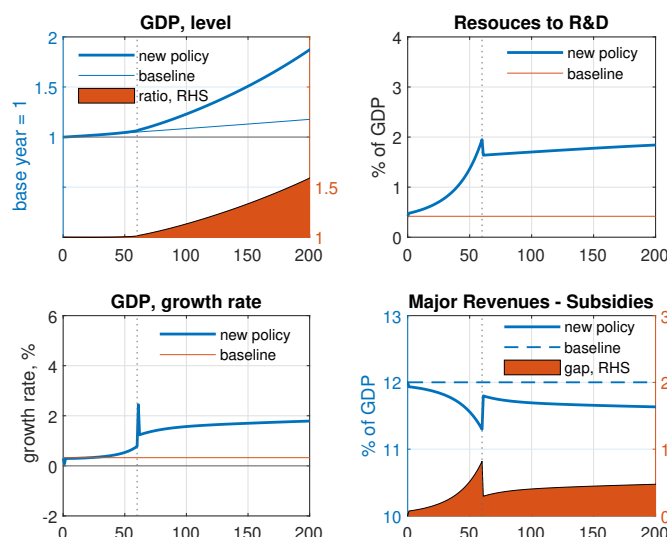 GDP, level
2
1.5
1
base year = 1
new policy
baseline
ratio, RHS
1.5
1
0 50 100 150 200
Resouces to R&D
4
3
2
1
0
% of GDP
new policy
baseline
0 50 100 150 200
GDP, growth rate
6
4
2
0
-2
growth rate, %
new policy
baseline
0 50 100 150 200
Major Revenues - Subsidies
13
12
11
10
% of GDP
new policy
baseline
gap, RHS
3
2
1
0
0 50 100 150 200